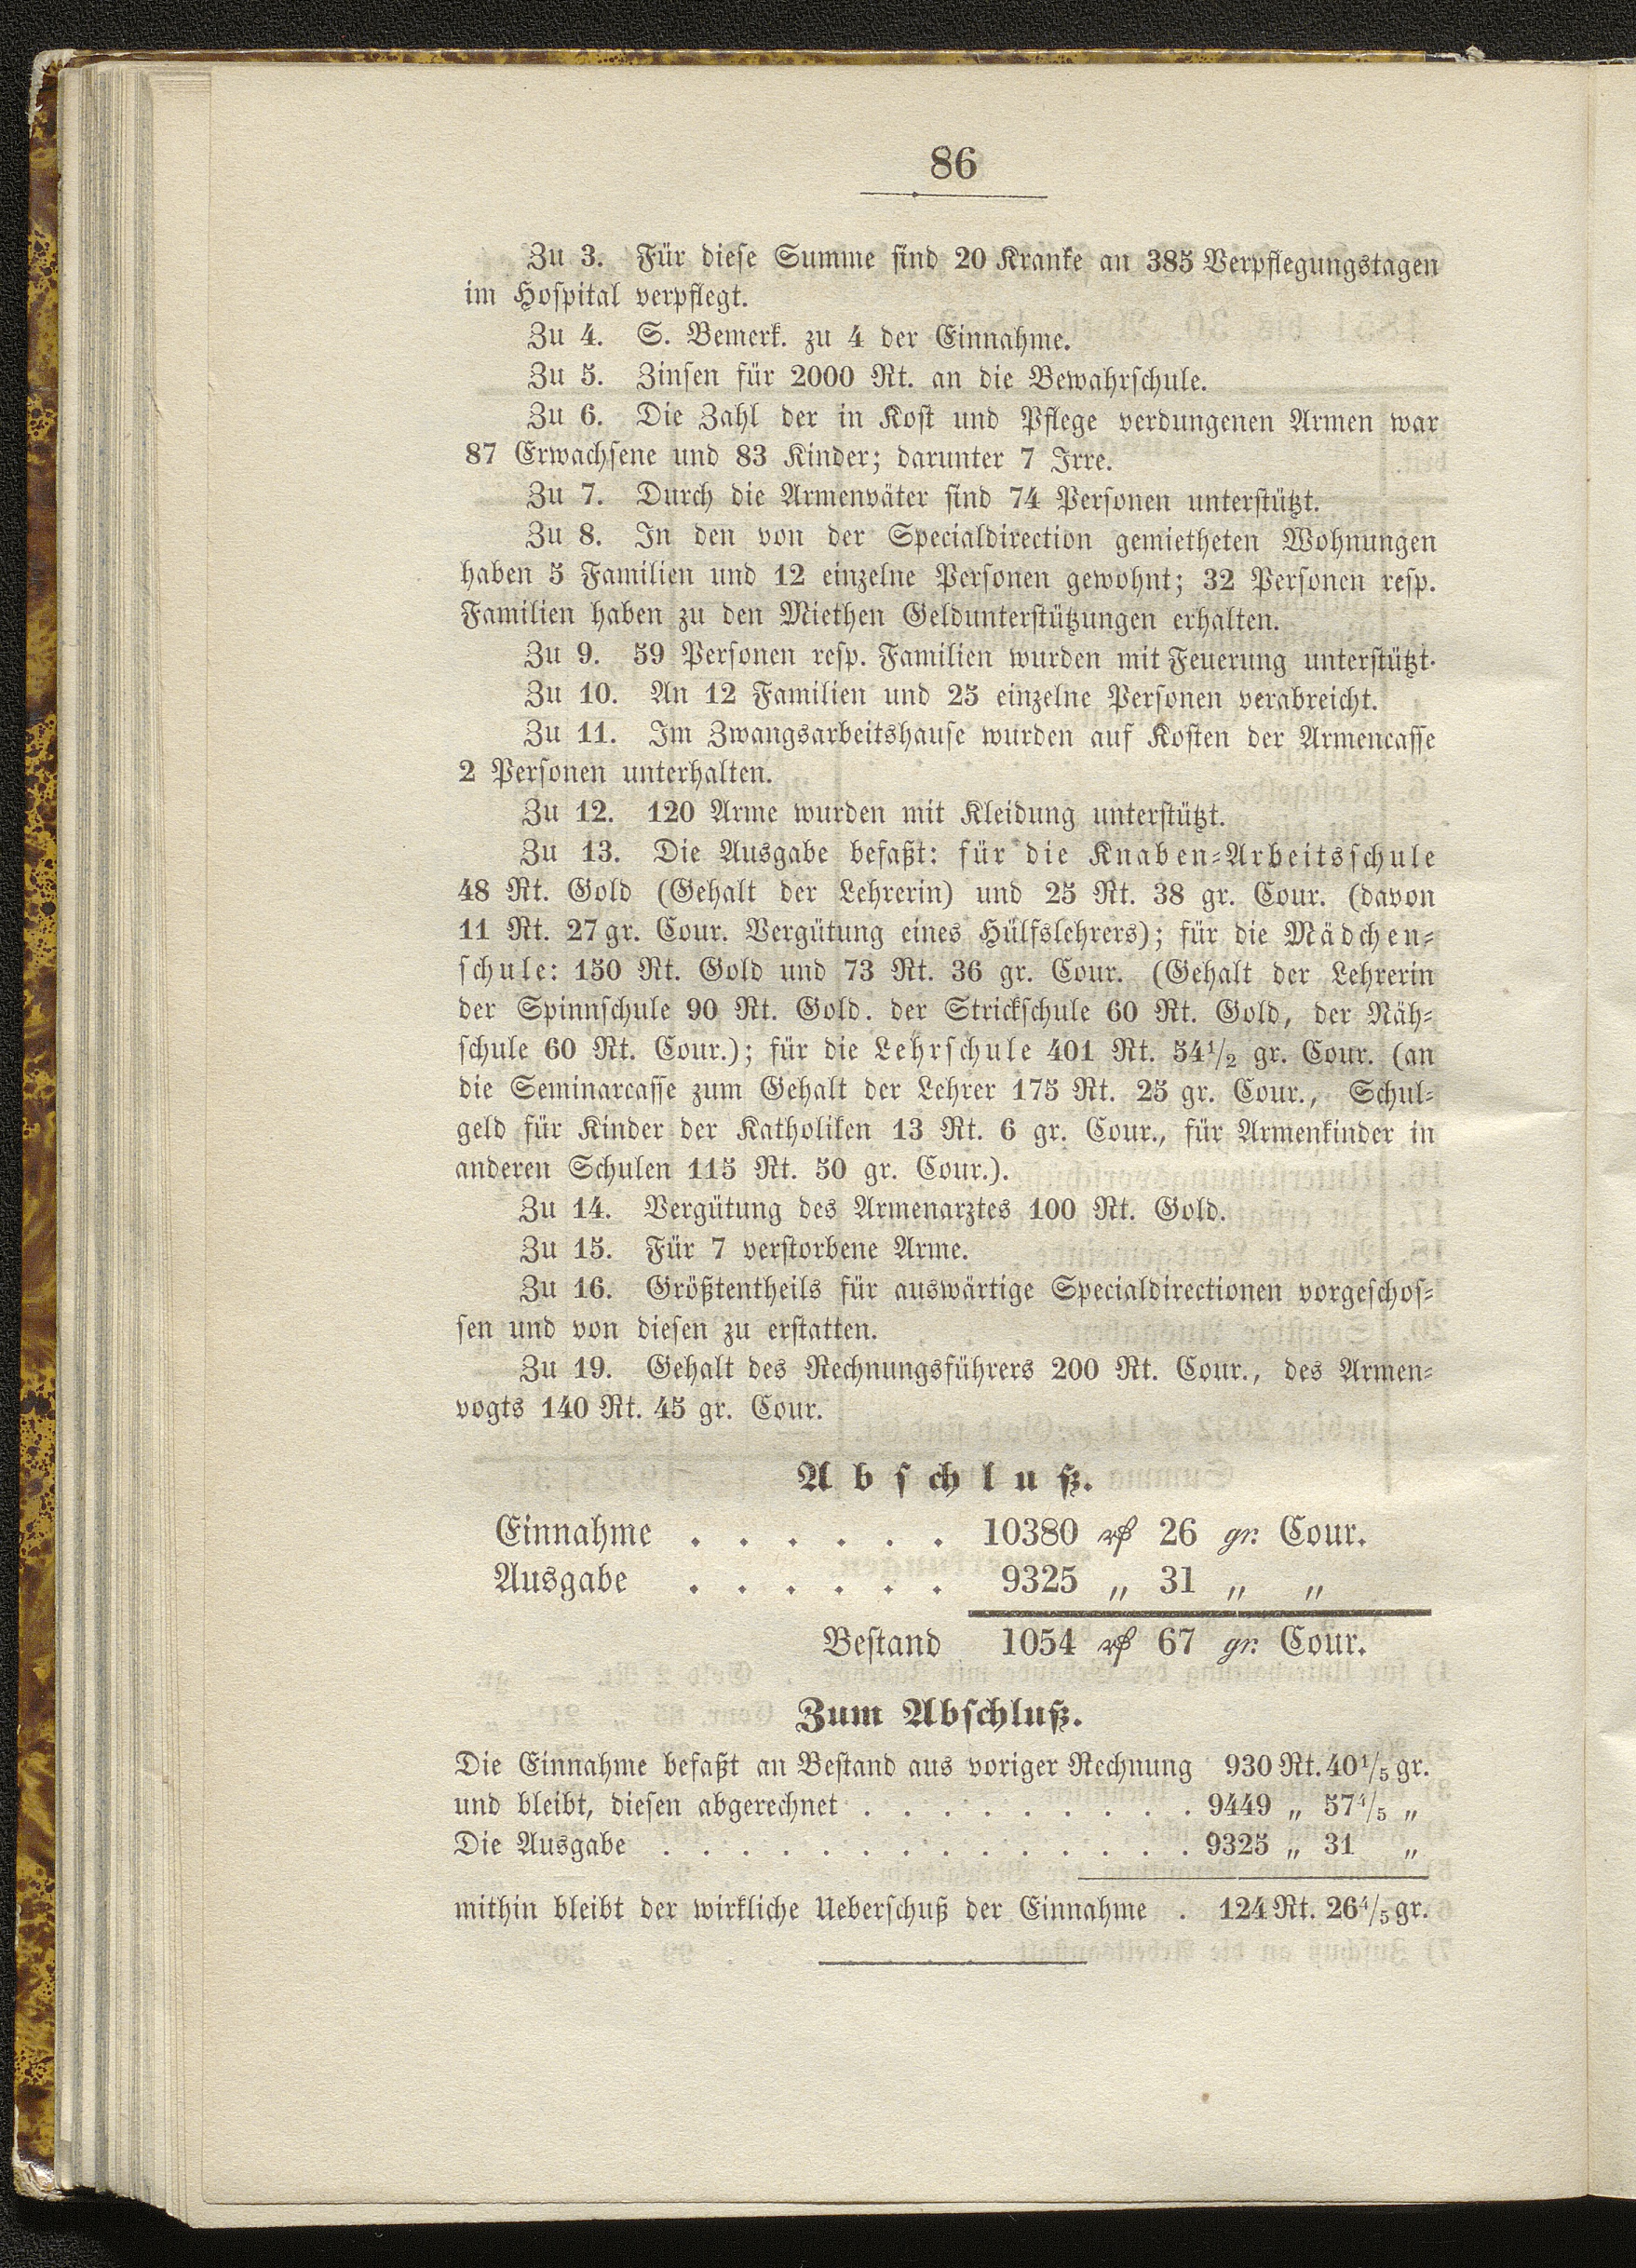 86
Zu 3. Für diese Summe sind 20 Kranke an 385 Verpflegungstagen
im Hospital verpflegt.
Zu 4. S. Bemerk. zu 4 der Einnahme.
Zu 5. Zinsen für 2000 Rt. an die Bewahrschule.
Zu 6. Die Zahl der in Kost und Pflege verdungenen Armen war
87 Erwachsene und 83 Kinder; darunter 7 Irre.
Zu 7. Durch die Armenväter sind 74 Personen unterstützt.
Zu 8. In den von der Specialdirection gemietheten Wohnungen
haben 5 Familien und 12 einzelne Personen gewohnt; 32 Personen resp.
Familien haben zu den Miethen Geldunterstützungen erhalten.
Zu 9. 59 Personen resp. Familien wurden mit Feuerung unterstützt.
Zu 10. An 12 Familien und 25 einzelne Personen verabreicht.
Zu 11. Im Zwangsarbeitshause wurden auf Kosten der Armencasse
2 Personen unterhalten.
Zu 12. 120 Arme wurden mit Kleidung unterstützt.
Zu 13. Die Ausgabe befaßt: für die Knaben-Arbeitsschule
48 Rt. Gold (Gehalt der Lehrerin) und 25 Rt. 38 gr. Cour. (davon
11 Rt. 27 gr. Cour. Vergütung eines Hülfslehrers); für die Mädchen-
schule: 150 Rt. Gold und 73 Rt. 36 gr. Cour. (Gehalt der Lehrerin
der Spinnschule 90 Rt. Gold. der Strickschule 60 Rt. Gold, der Näh-
schule 60 Rt. Cour.); für die Lehrschule 401 Rt. 54 1/2 gr. Cour. (an
die Seminarcasse zum Gehalt der Lehrer 175 Rt. 25 gr. Cour., Schul-
geld für Kinder der Katholiken 13 Rt. 6 gr. Cour., für Armenkinder in
anderen Schulen 115 Rt. 50 gr. Cour.).
Zu 14. Vergütung des Armenarztes 100 Rt. Gold.
Zu 15. Für 7 verstorbene Arme.
Zu 16. Größtentheils für auswärtige Specialdirectionen vorgeschos-
sen und von diesen zu erstatten.
Zu 19. Gehalt des Rechnungsführers 200 Rt. Cour., des Armen-
vogts 140 Rt. 45 gr. Cour.
Abschluß.
Einnahme . . . . . . 10380 ₰ 26 gr. Cour.
Ausgabe . . . . . . 9325 „ 31 „ „
Bestand 1054 ₰ 67 gr. Cour.
Zum Abschluß.
Die Einnahme befaßt an Bestand aus voriger Rechnung 930 Rt. 40 1/5 gr.
und bleibt, diesen abgerechnet . . . . . . . . . 9449 „ 57 4/5 „
Die Ausgabe . . . . . . . . . . . . . . 9325 „ 31 „
mithin bleibt der wirkliche Ueberschuß der Einnahme . 124 Rt. 26 4/5 gr.